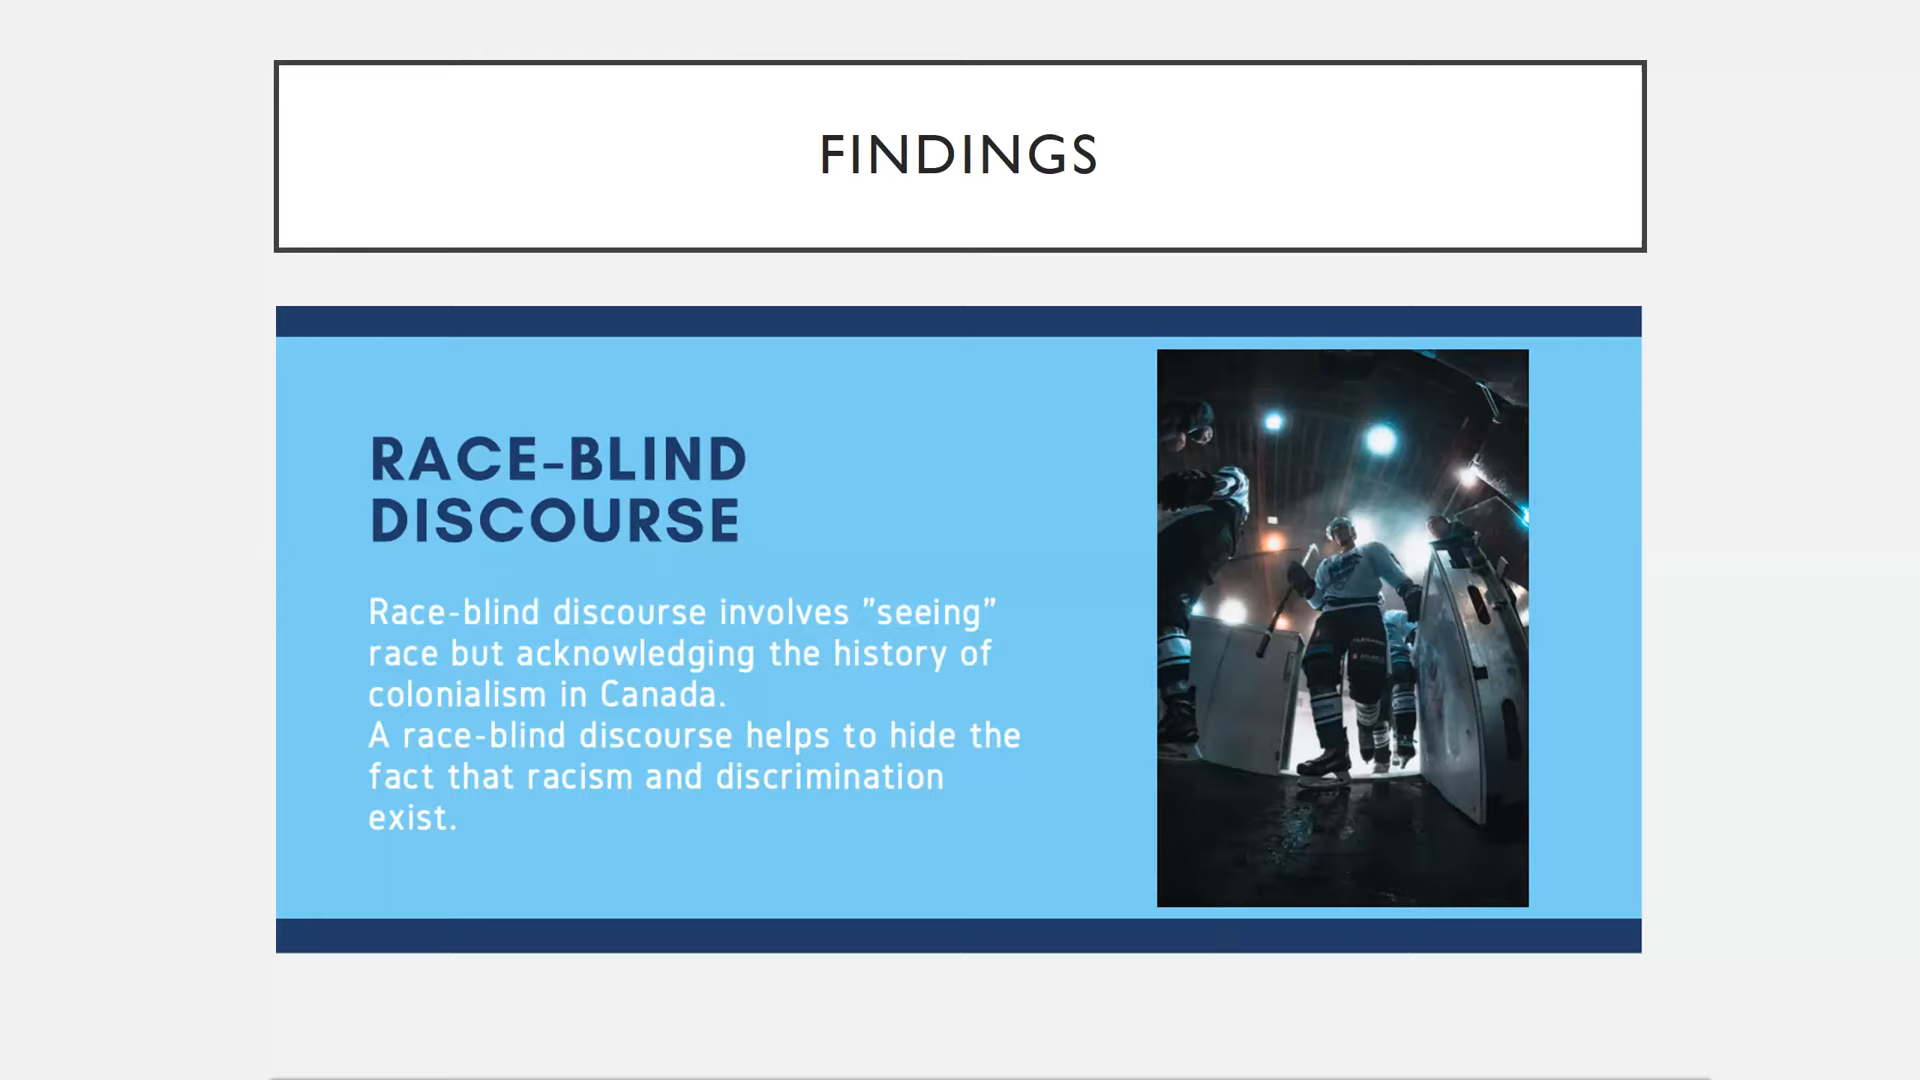 FINDINGS
RACE-BLIND
DISCOURSE
Race-blind discourse involves "seeing"
race but acknowledging the history of
colonialism in Canada.
A race-blind discourse helps to hide the
fact that racism and discrimination
exist.